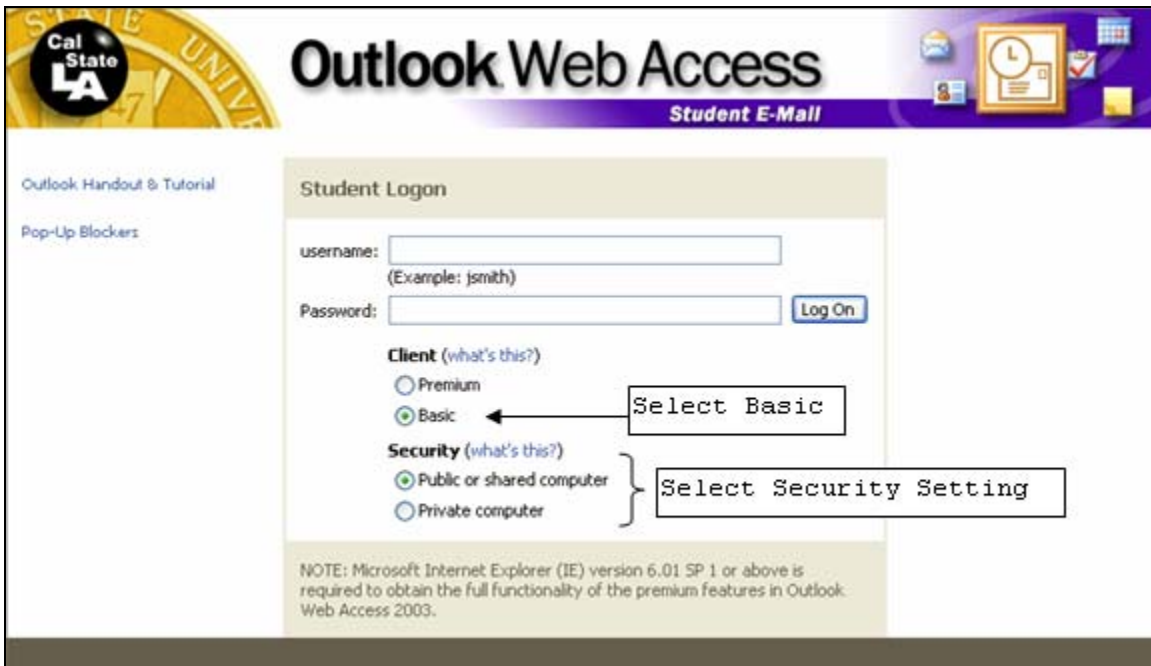 STATE UNIVE
Cal
State
LA
47
Outlook Web Access
Student E-Mail
Outlook Handout & Tutorial
Pop-Up Blockers
Student Logon
username:
(Example: jsmith)
Password:
Log On
Client (what's this?)
Premium
Basic
Select Basic
Security (what's this?)
Public or shared computer
Private computer
Select Security Setting
NOTE: Microsoft Internet Explorer (IE) version 6.01 SP 1 or above is
required to obtain the full functionality of the premium features in Outlook
Web Access 2003.